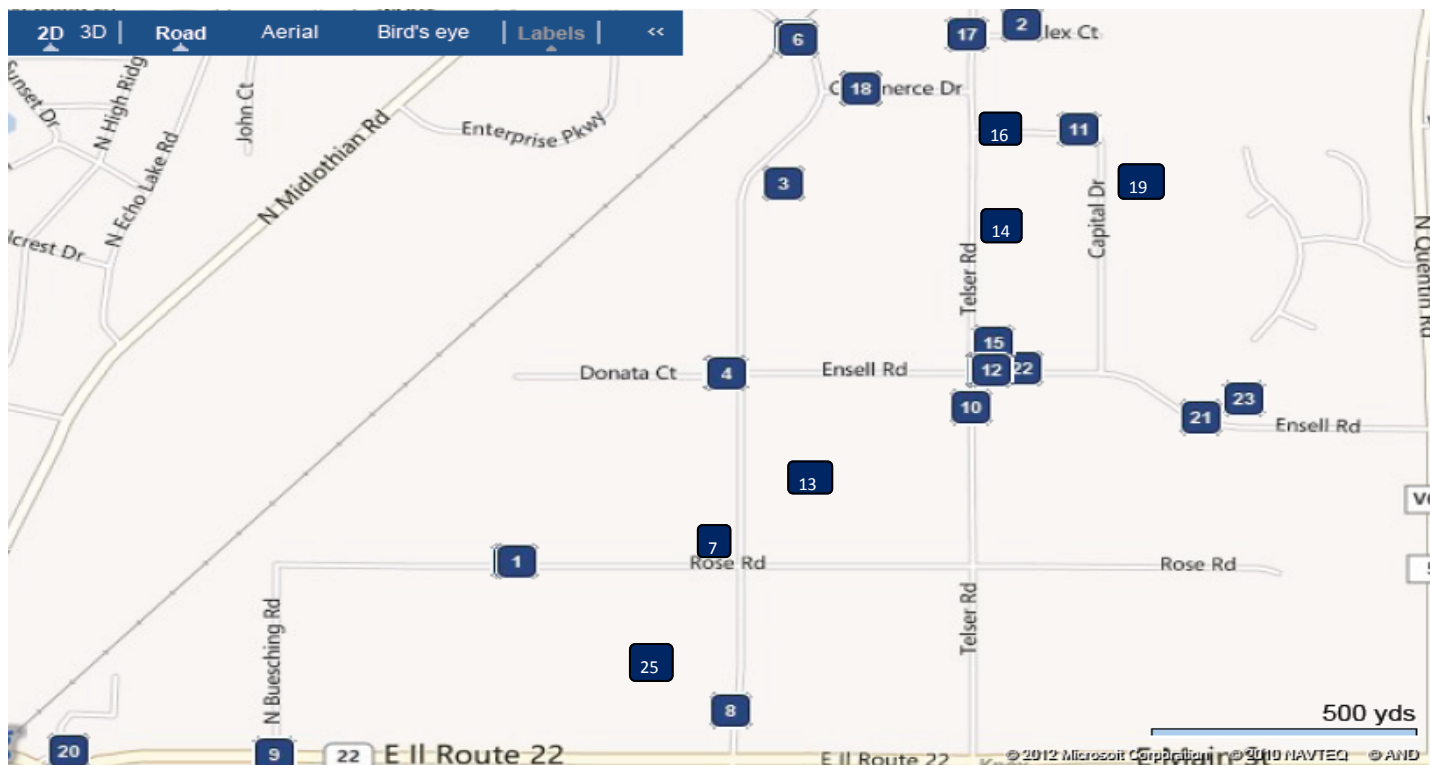 2D 3D | Road Aerial Bird's eye | Labels | <<
6
17
2
lex Ct
18
nerce Dr
Sunset Dr
N High Ridg
John Ct
N Echo Lake Rd
N Midlothian Rd
Enterprise Pkwy
16
11
3
19
Capital Dr
14
lcrest Dr
Telser Rd
N Quentin Rd
15
Donata Ct
4
Ensell Rd
12
22
10
23
21
Ensell Rd
13
7
1
Rose Rd
Rose Rd
N Buesching Rd
Telser Rd
25
8
500 yds
20
9
22
E Il Route 22
E Il Route 22
E Main St
© 2012 Microsoft Corporation © 2010 NAVTEQ © AND